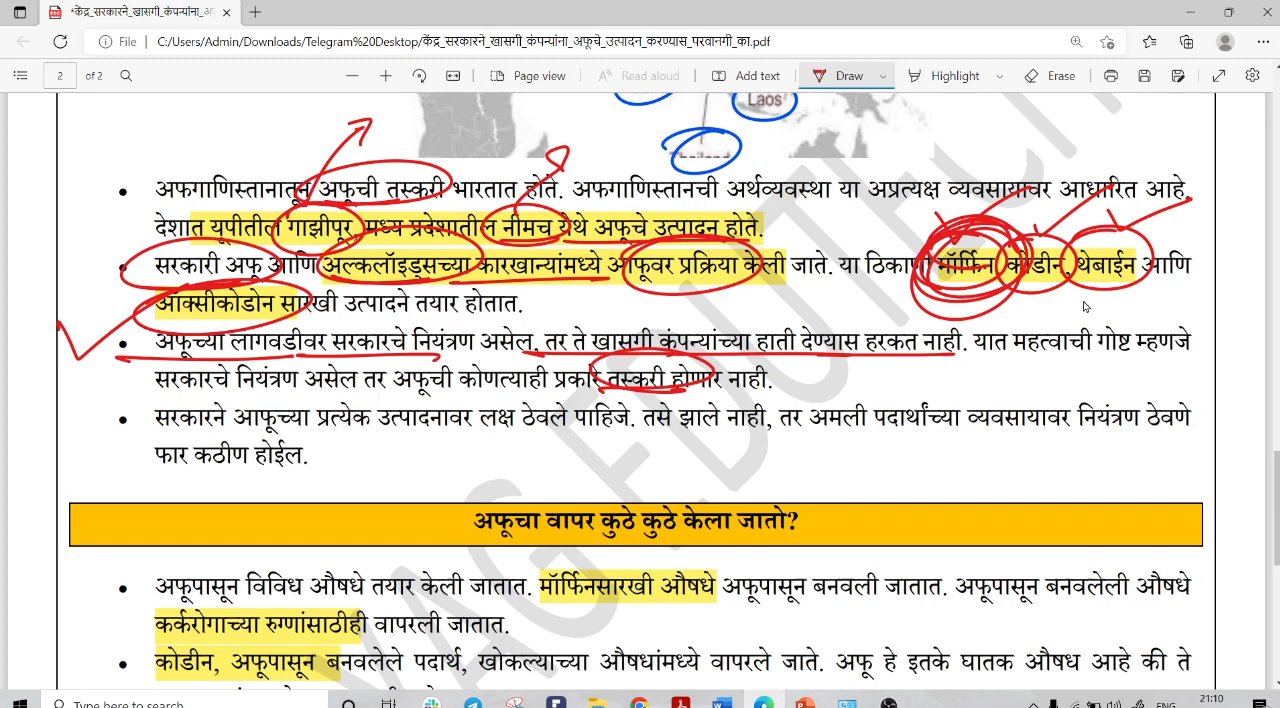 *केंद्र_सरकारने_खासगी_कंपन्यांना_अफ
File C:/Users/Admin/Downloads/Telegram%20Desktop/केंद्र_सरकारने_खासगी_कंपन्यांना_अफूचे_उत्पादन_करण्यास_परवानगी_का.pdf
2 of 2 Page view Read aloud Add text Draw Highlight Erase
Laos
अफगाणिस्तानातून अफूची तस्करी भारतात होते. अफगाणिस्तानची अर्थव्यवस्था या अप्रत्यक्ष व्यवसायावर आधारित आहे.
देशात यूपीतील गाझीपूर, मध्य प्रदेशातील नीमच येथे अफूचे उत्पादन होते.
सरकारी अफू आणि अल्कलॉइड्सच्या कारखान्यांमध्ये आफूवर प्रक्रिया केली जाते. या ठिकाणी मॉर्फिन, कोडीन, थेबाईन आणि
ऑक्सीकोडोन सारखी उत्पादने तयार होतात.
अफूच्या लागवडीवर सरकारचे नियंत्रण असेल, तर ते खासगी कंपन्यांच्या हाती देण्यास हरकत नाही. यात महत्वाची गोष्ट म्हणजे
सरकारचे नियंत्रण असेल तर अफूची कोणत्याही प्रकारे तस्करी होणार नाही.
सरकारने आफूच्या प्रत्येक उत्पादनावर लक्ष ठेवले पाहिजे. तसे झाले नाही, तर अमली पदार्थांच्या व्यवसायावर नियंत्रण ठेवणे
फार कठीण होईल.
अफूचा वापर कुठे कुठे केला जातो?
अफूपासून विविध औषधे तयार केली जातात. मॉर्फिनसारखी औषधे अफूपासून बनवली जातात. अफूपासून बनवलेली औषधे
कर्करोगाच्या रुग्णांसाठीही वापरली जातात.
कोडीन, अफूपासून बनवलेले पदार्थ, खोकल्याच्या औषधांमध्ये वापरले जाते. अफू हे इतके घातक औषध आहे की ते
Type here to search
ENG
21:10